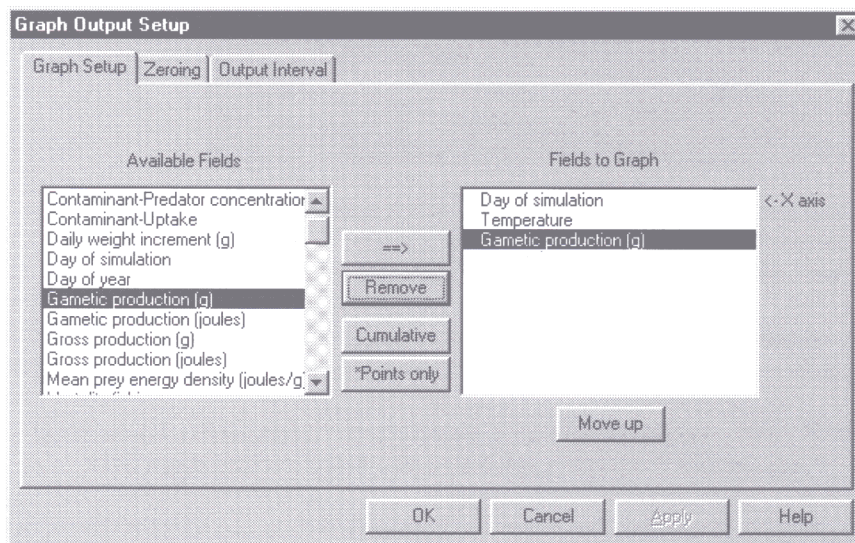 Graph Output Setup
Graph Setup
Zeroing
Output Interval
Available Fields
Contaminant-Predator concentration
Contaminant-Uptake
Daily weight increment (g)
Day of simulation
Day of year
Gametic production (g)
Gametic production (joules)
Gross production (g)
Gross production (joules)
Mean prey energy density (joules/g)
==>
Remove
Cumulative
*Points only
Fields to Graph
Day of simulation
Temperature
Gametic production (g)
<-X axis
Move up
OK
Cancel
Apply
Help